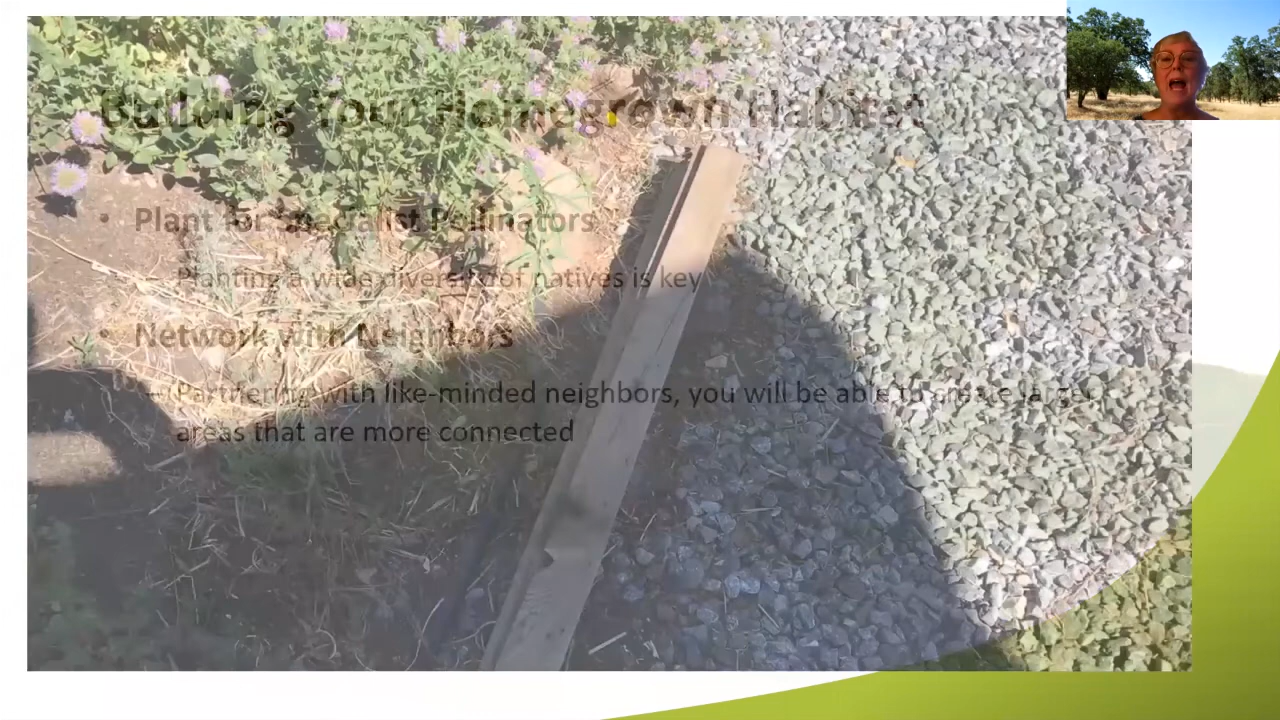 Building Your Homegrown Habitat
• Plant for Specialist Pollinators
– Planting a wide diversity of natives is key
• Network with Neighbors
– Partnering with like-minded neighbors, you will be able to create larger
areas that are more connected